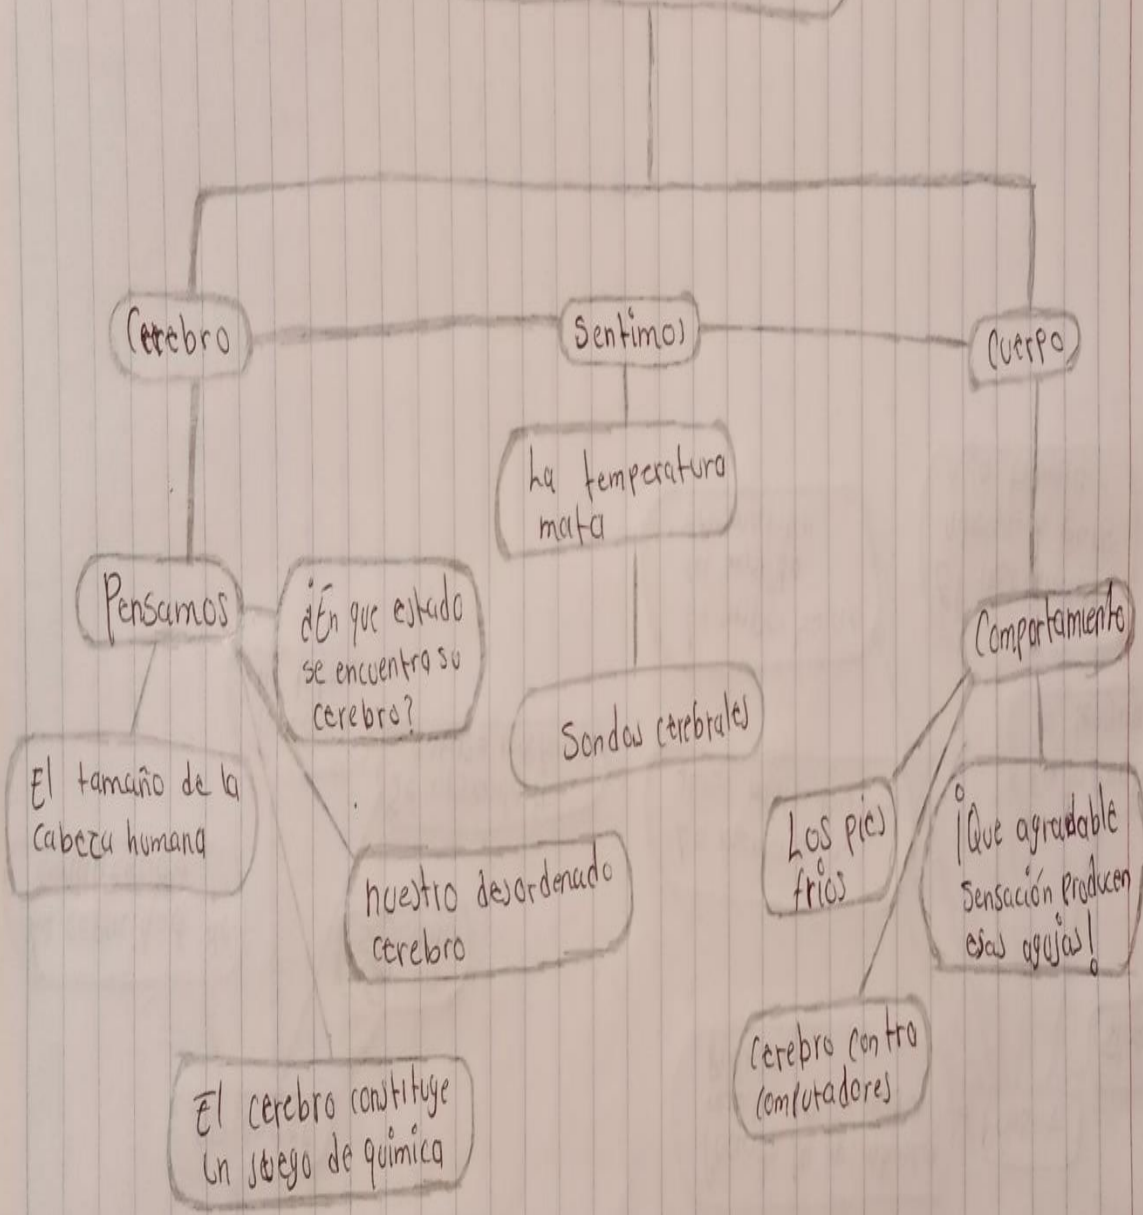 Cerebro
Sentimos
Cuerpo
La temperatura
mata
Pensamos
¿En que estado
se encuentra su
cerebro?
Comportamiento
Sondas cerebrales
El tamaño de la
cabeza humana
Los pies
frios
¡Que agradable
sensación producen
esas agujas!
nuestro desordenado
cerebro
cerebro contra
computadores
El cerebro constituye
un juego de química